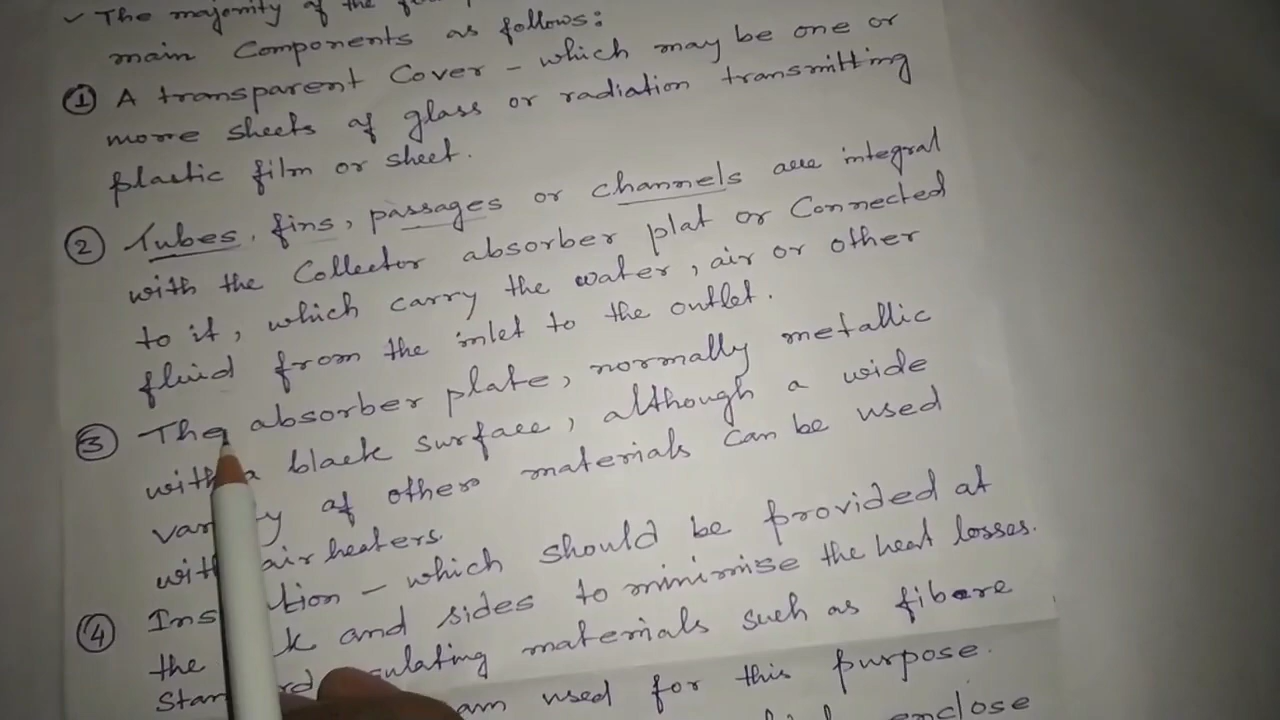 ✓ The majority of the
main components as follows:
① A transparent Cover - which may be one or
more sheets of glass or radiation transmitting
plastic film or sheet.
② Tubes, fins, passages or channels are integral
with the Collector absorber plat or Connected
to it, which carry the water, air or other
fluid from the inlet to the outlet.
③ The absorber plate, normally metallic
with a black surface, although a wide
of other materials can be used
air heaters.
④ - which should be provided at
the and sides to minimise the heat losses.
materials such as fibere
used for this purpose.
enclose